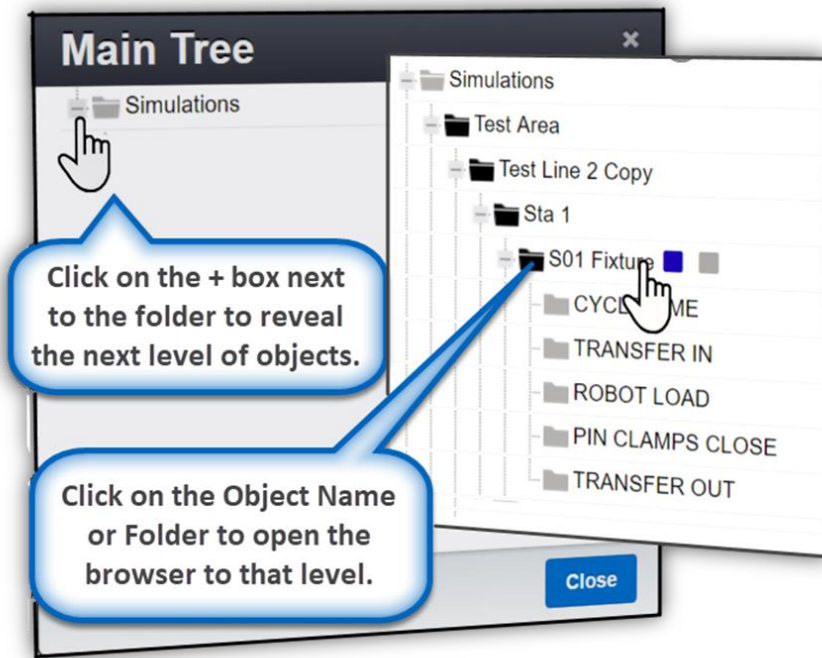 Main Tree
×
Simulations
Click on the + box next
to the folder to reveal
the next level of objects.
Simulations
Test Area
Test Line 2 Copy
Sta 1
S01 Fixture
TRANSFER IN
ROBOT LOAD
PIN CLAMPS CLOSE
TRANSFER OUT
Click on the Object Name
or Folder to open the
browser to that level.
Close